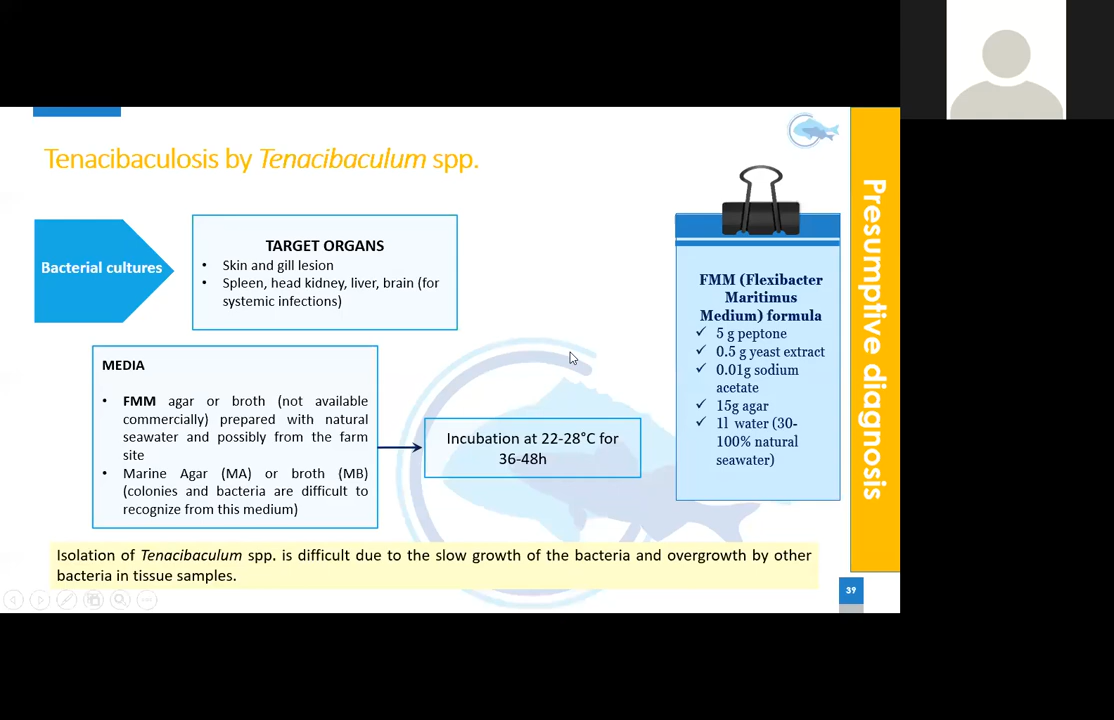 Tenacibaculosis by Tenacibaculum spp.
Bacterial cultures
TARGET ORGANS
• Skin and gill lesion
• Spleen, head kidney, liver, brain (for
systemic infections)
MEDIA
• FMM agar or broth (not available
commercially) prepared with natural
seawater and possibly from the farm
site
• Marine Agar (MA) or broth (MB)
(colonies and bacteria are difficult to
recognize from this medium)
Incubation at 22-28°C for
36-48h
FMM (Flexibacter
Maritimus
Medium) formula
✓ 5 g peptone
✓ 0.5 g yeast extract
✓ 0.01g sodium
acetate
✓ 15g agar
✓ 1l water (30-
100% natural
seawater)
Isolation of Tenacibaculum spp. is difficult due to the slow growth of the bacteria and overgrowth by other
bacteria in tissue samples.
Presumptive diagnosis
39